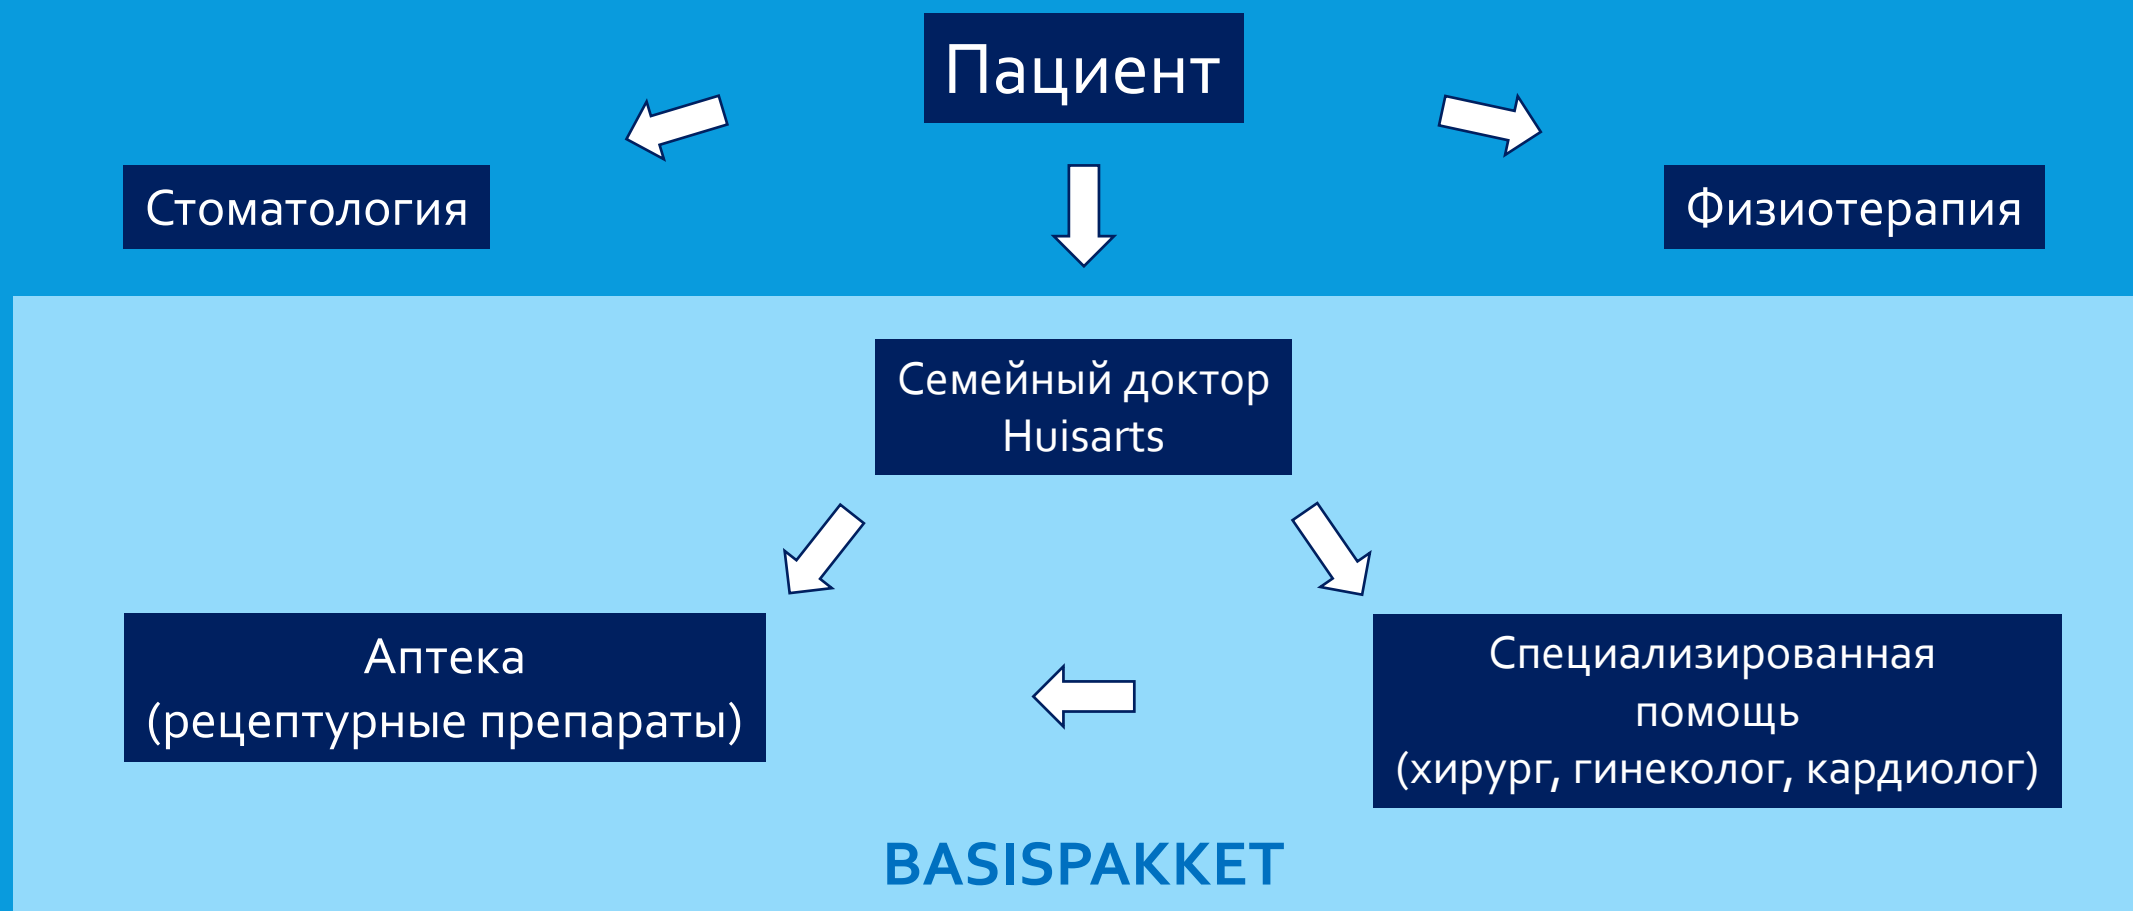 Пациент
Стоматология
Физиотерапия
Семейный доктор
Huisarts
Аптека
(рецептурные препараты)
Специализированная
помощь
(хирург, гинеколог, кардиолог)
BASISPAKKET